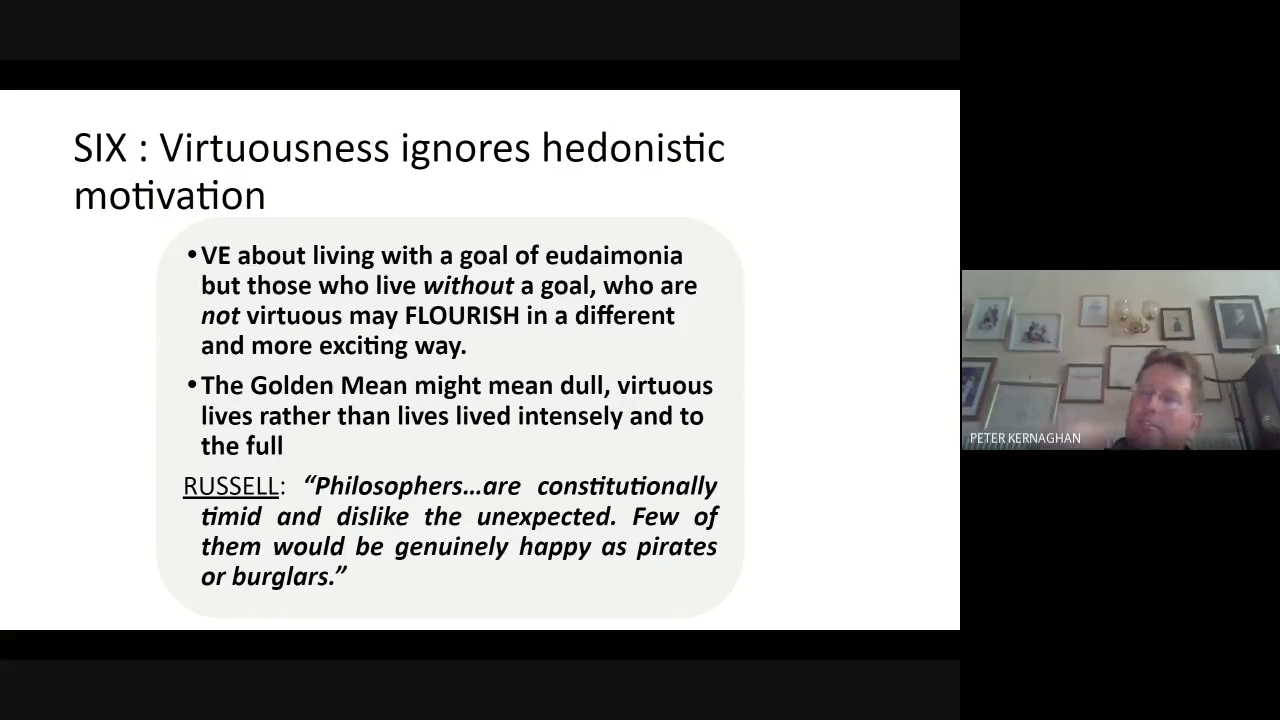 SIX : Virtuousness ignores hedonistic
motivation
•VE about living with a goal of eudaimonia
but those who live without a goal, who are
not virtuous may FLOURISH in a different
and more exciting way.
•The Golden Mean might mean dull, virtuous
lives rather than lives lived intensely and to
the full
RUSSELL: “Philosophers…are constitutionally
timid and dislike the unexpected. Few of
them would be genuinely happy as pirates
or burglars.”
PETER KERNAGHAN